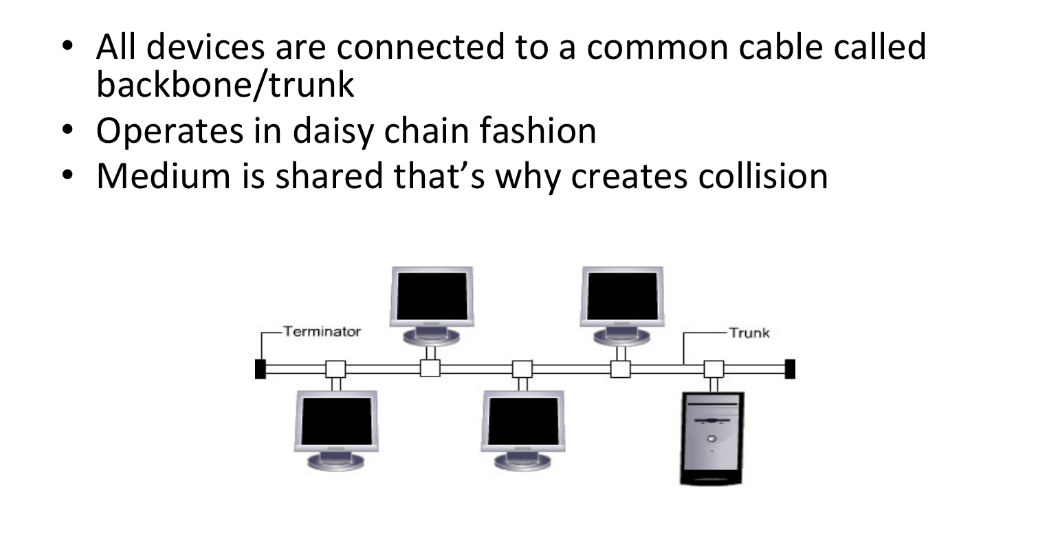 • All devices are connected to a common cable called
backbone/trunk
• Operates in daisy chain fashion
• Medium is shared that’s why creates collision
Terminator
Trunk